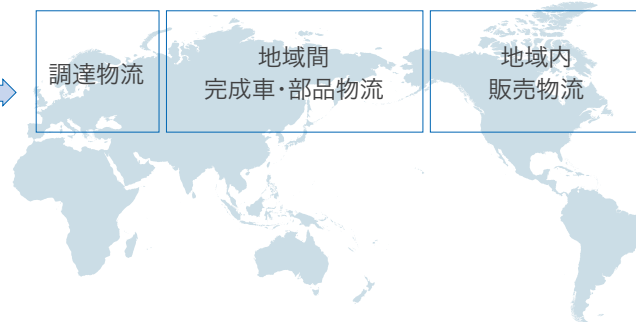 調達物流
地域間
完成車・部品物流
地域内
販売物流